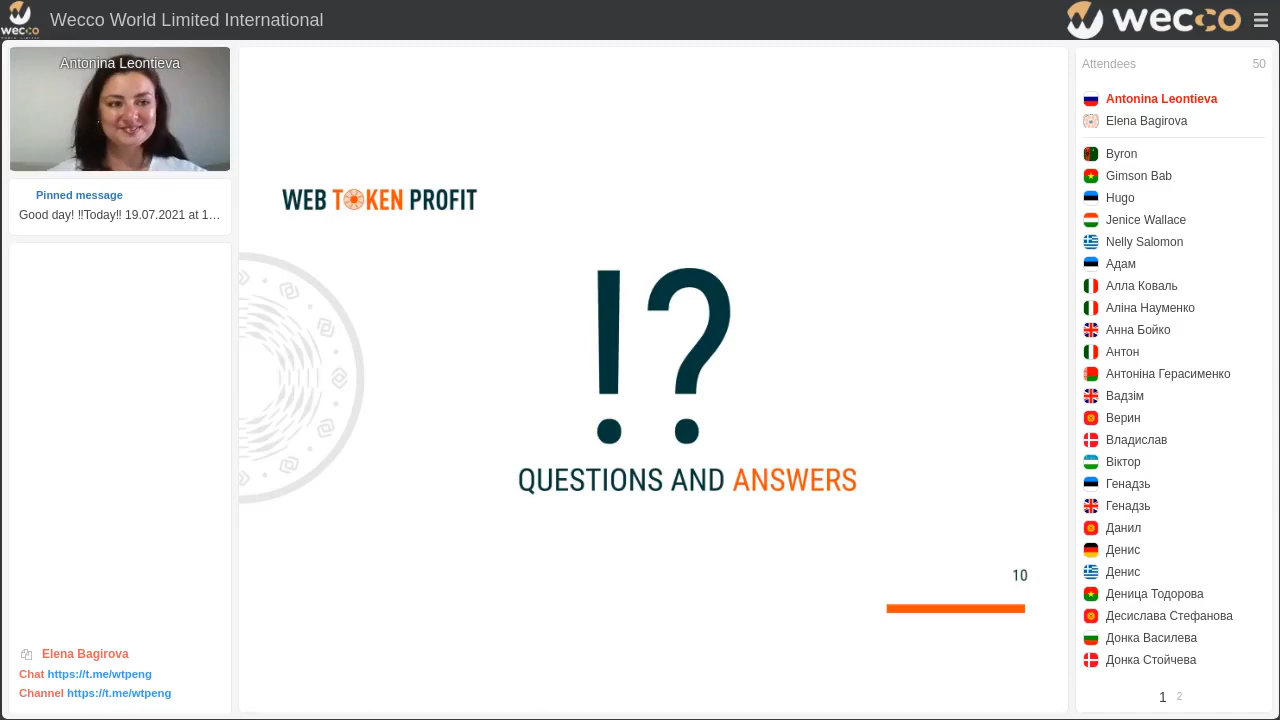 wecco
Wecco World Limited International
wecco
Antonina Leontieva
Pinned message
Good day! ‼Today‼ 19.07.2021 at 1…
Elena Bagirova
Chat https://t.me/wtpeng
Channel https://t.me/wtpeng
WEB TOKEN PROFIT
!?
QUESTIONS AND ANSWERS
10
Attendees 50
Antonina Leontieva
Elena Bagirova
Byron
Gimson Bab
Hugo
Jenice Wallace
Nelly Salomon
Адам
Алла Коваль
Аліна Науменко
Анна Бойко
Антон
Антоніна Герасименко
Вадзім
Верин
Владислав
Віктор
Генадзь
Генадзь
Данил
Денис
Денис
Деница Тодорова
Десислава Стефанова
Донка Василева
Донка Стойчева
1 2